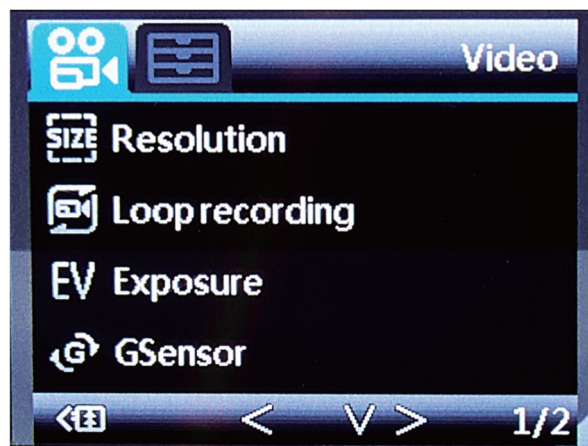 Video
SIZE Resolution
Loop recording
EV Exposure
G GSensor
< V > 1/2